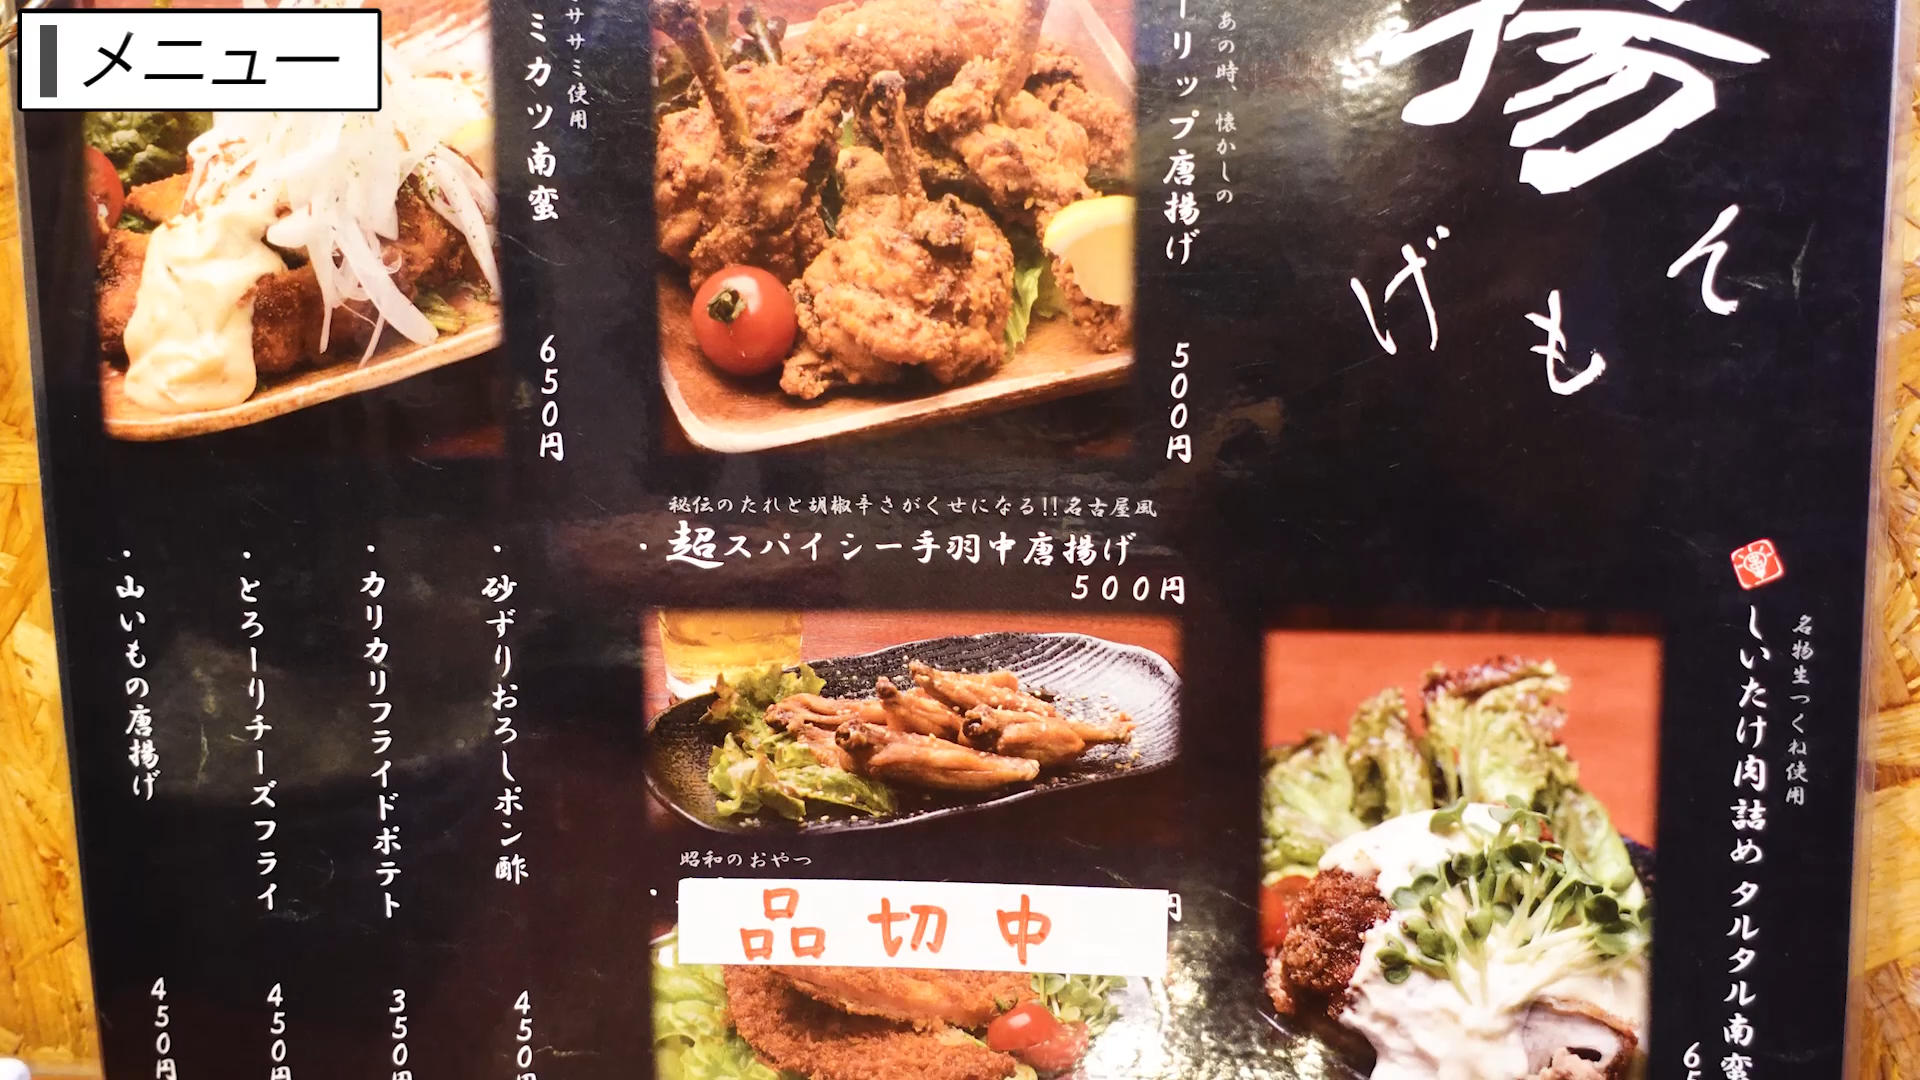 メニュー
揚げもん
名物生つくね使用
しいたけ肉詰め タルタル南蛮
あの時、懐かしの
ーリップ唐揚げ
500円
秘伝のたれと胡椒辛さがくせになる!!名古屋風
・超スパイシー手羽中唐揚げ
500円
昭和のおやつ
品切中
円
ササミ使用
ミカツ南蛮
650円
・砂ずりおろしポン酢
450円
・カリカリフライドポテト
350円
・とろーりチーズフライ
450円
・山いもの唐揚げ
450円